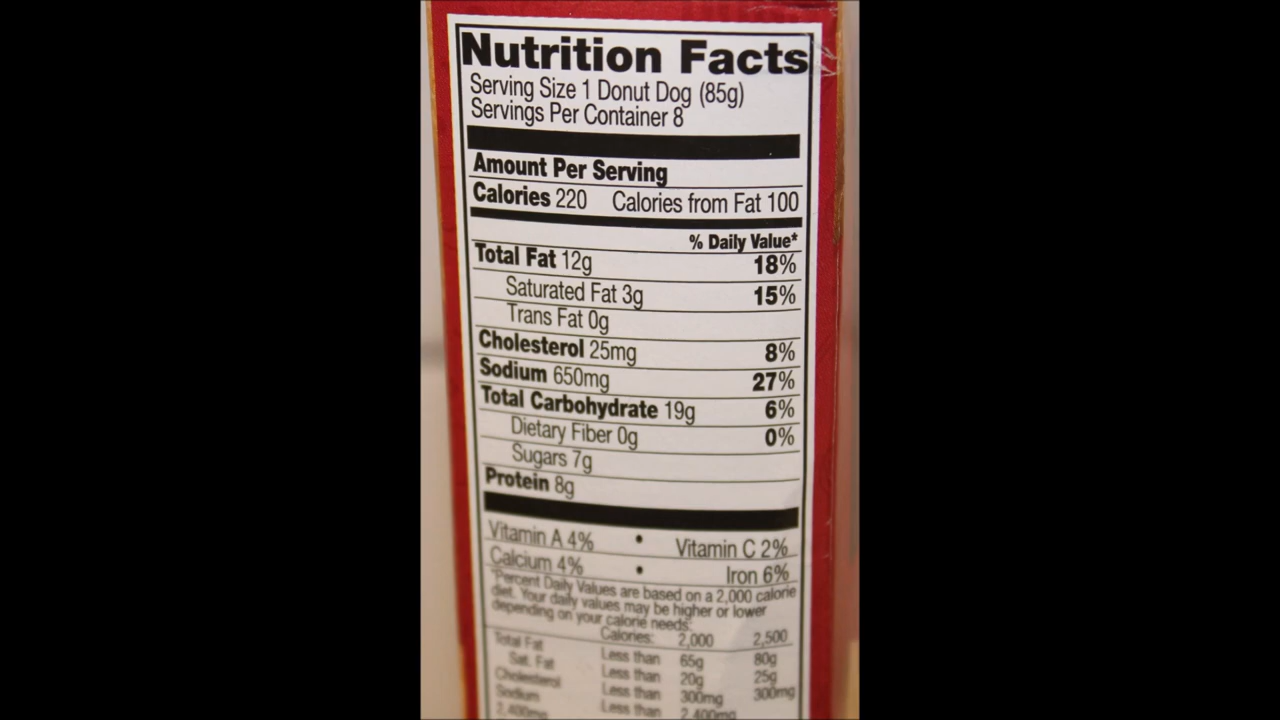 Nutrition Facts
Serving Size 1 Donut Dog (85g)
Servings Per Container 8
Amount Per Serving
Calories 220 Calories from Fat 100
% Daily Value*
Total Fat 12g 18%
Saturated Fat 3g 15%
Trans Fat 0g
Cholesterol 25mg 8%
Sodium 650mg 27%
Total Carbohydrate 19g 6%
Dietary Fiber 0g 0%
Sugars 7g
Protein 8g
Vitamin A 4% • Vitamin C 2%
Calcium 4% • Iron 6%
*Percent Daily Values are based on a 2,000 calorie
diet. Your daily values may be higher or lower
depending on your calorie needs:
Calories: 2,000 2,500
Total Fat Less than 65g 80g
Sat. Fat Less than 20g 25g
Cholesterol Less than 300mg 300mg
Sodium Less than 2,400mg
2,400mg